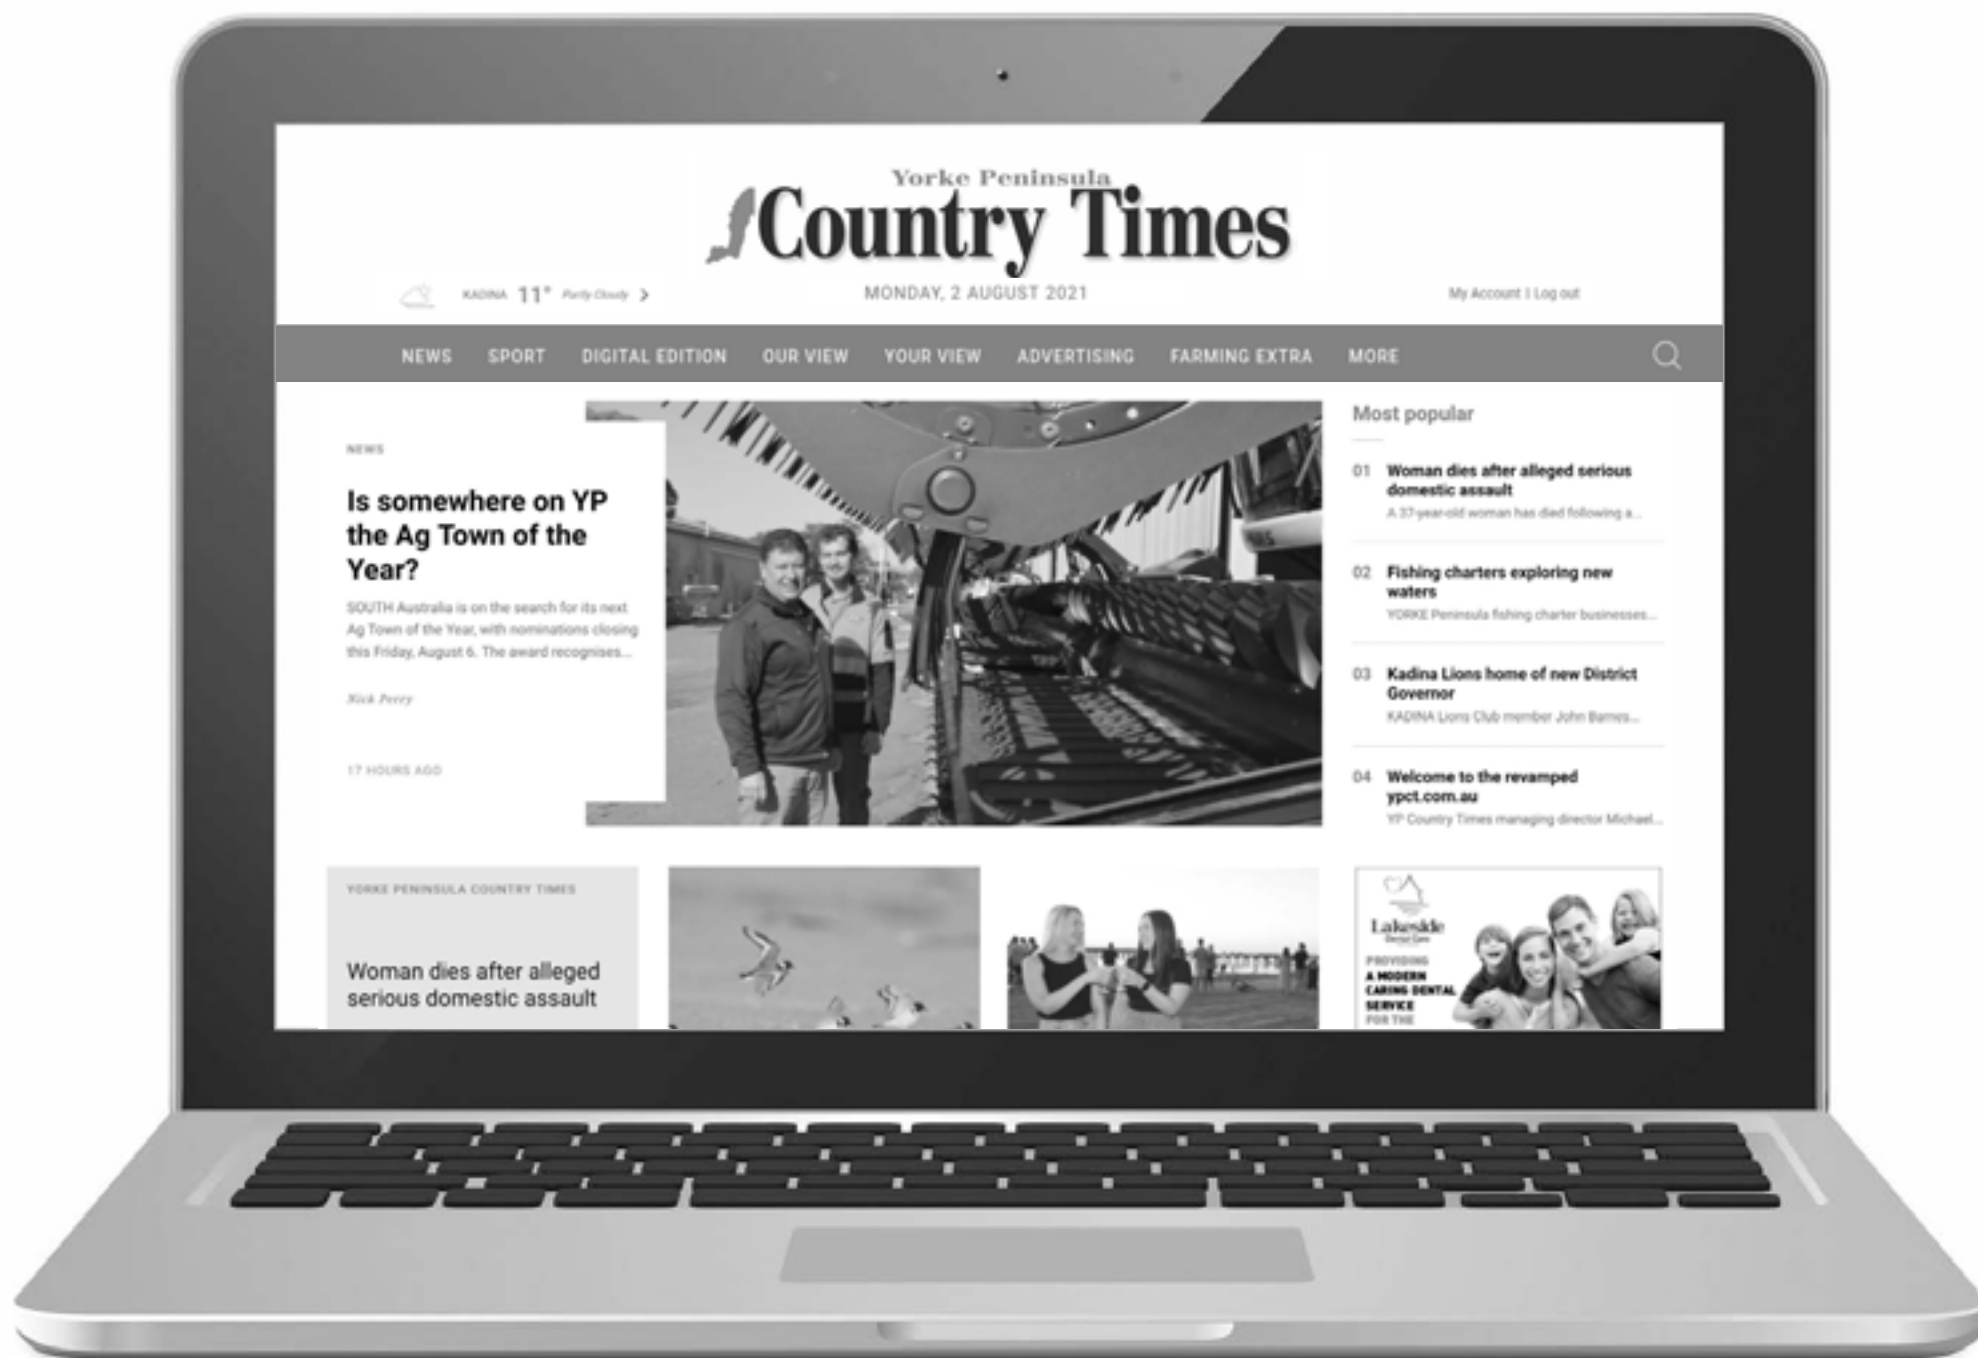 Yorke Peninsula
Country Times
KADINA 11° Partly Cloudy
MONDAY, 2 AUGUST 2021
My Account | Log out
NEWS SPORT DIGITAL EDITION OUR VIEW YOUR VIEW ADVERTISING FARMING EXTRA MORE
NEWS
Is somewhere on YP
the Ag Town of the
Year?
SOUTH Australia is on the search for its next
Ag Town of the Year, with nominations closing
this Friday, August 6. The award recognises...
Nick Perry
17 HOURS AGO
Most popular
01 Woman dies after alleged serious
domestic assault
A 37-year-old woman has died following a...
02 Fishing charters exploring new
waters
YORKE Peninsula fishing charter businesses...
03 Kadina Lions home of new District
Governor
KADINA Lions Club member John Barnes...
04 Welcome to the revamped
ypct.com.au
YP Country Times managing director Michael...
YORKE PENINSULA COUNTRY TIMES
Woman dies after alleged
serious domestic assault
Lakeside
Dental Care
PROVIDING
A MODERN
CARING DENTAL
SERVICE
FOR THE